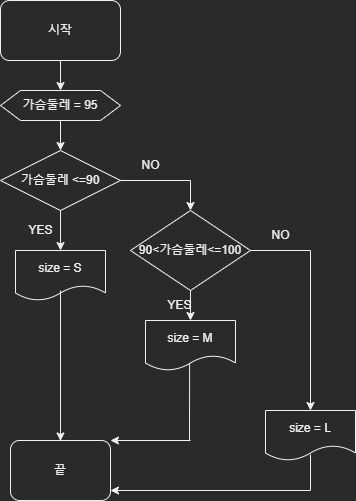 시작
가슴둘레 = 95
가슴둘레 <=90
NO
YES
size = S
90<가슴둘레<=100
NO
YES
size = M
size = L
끝